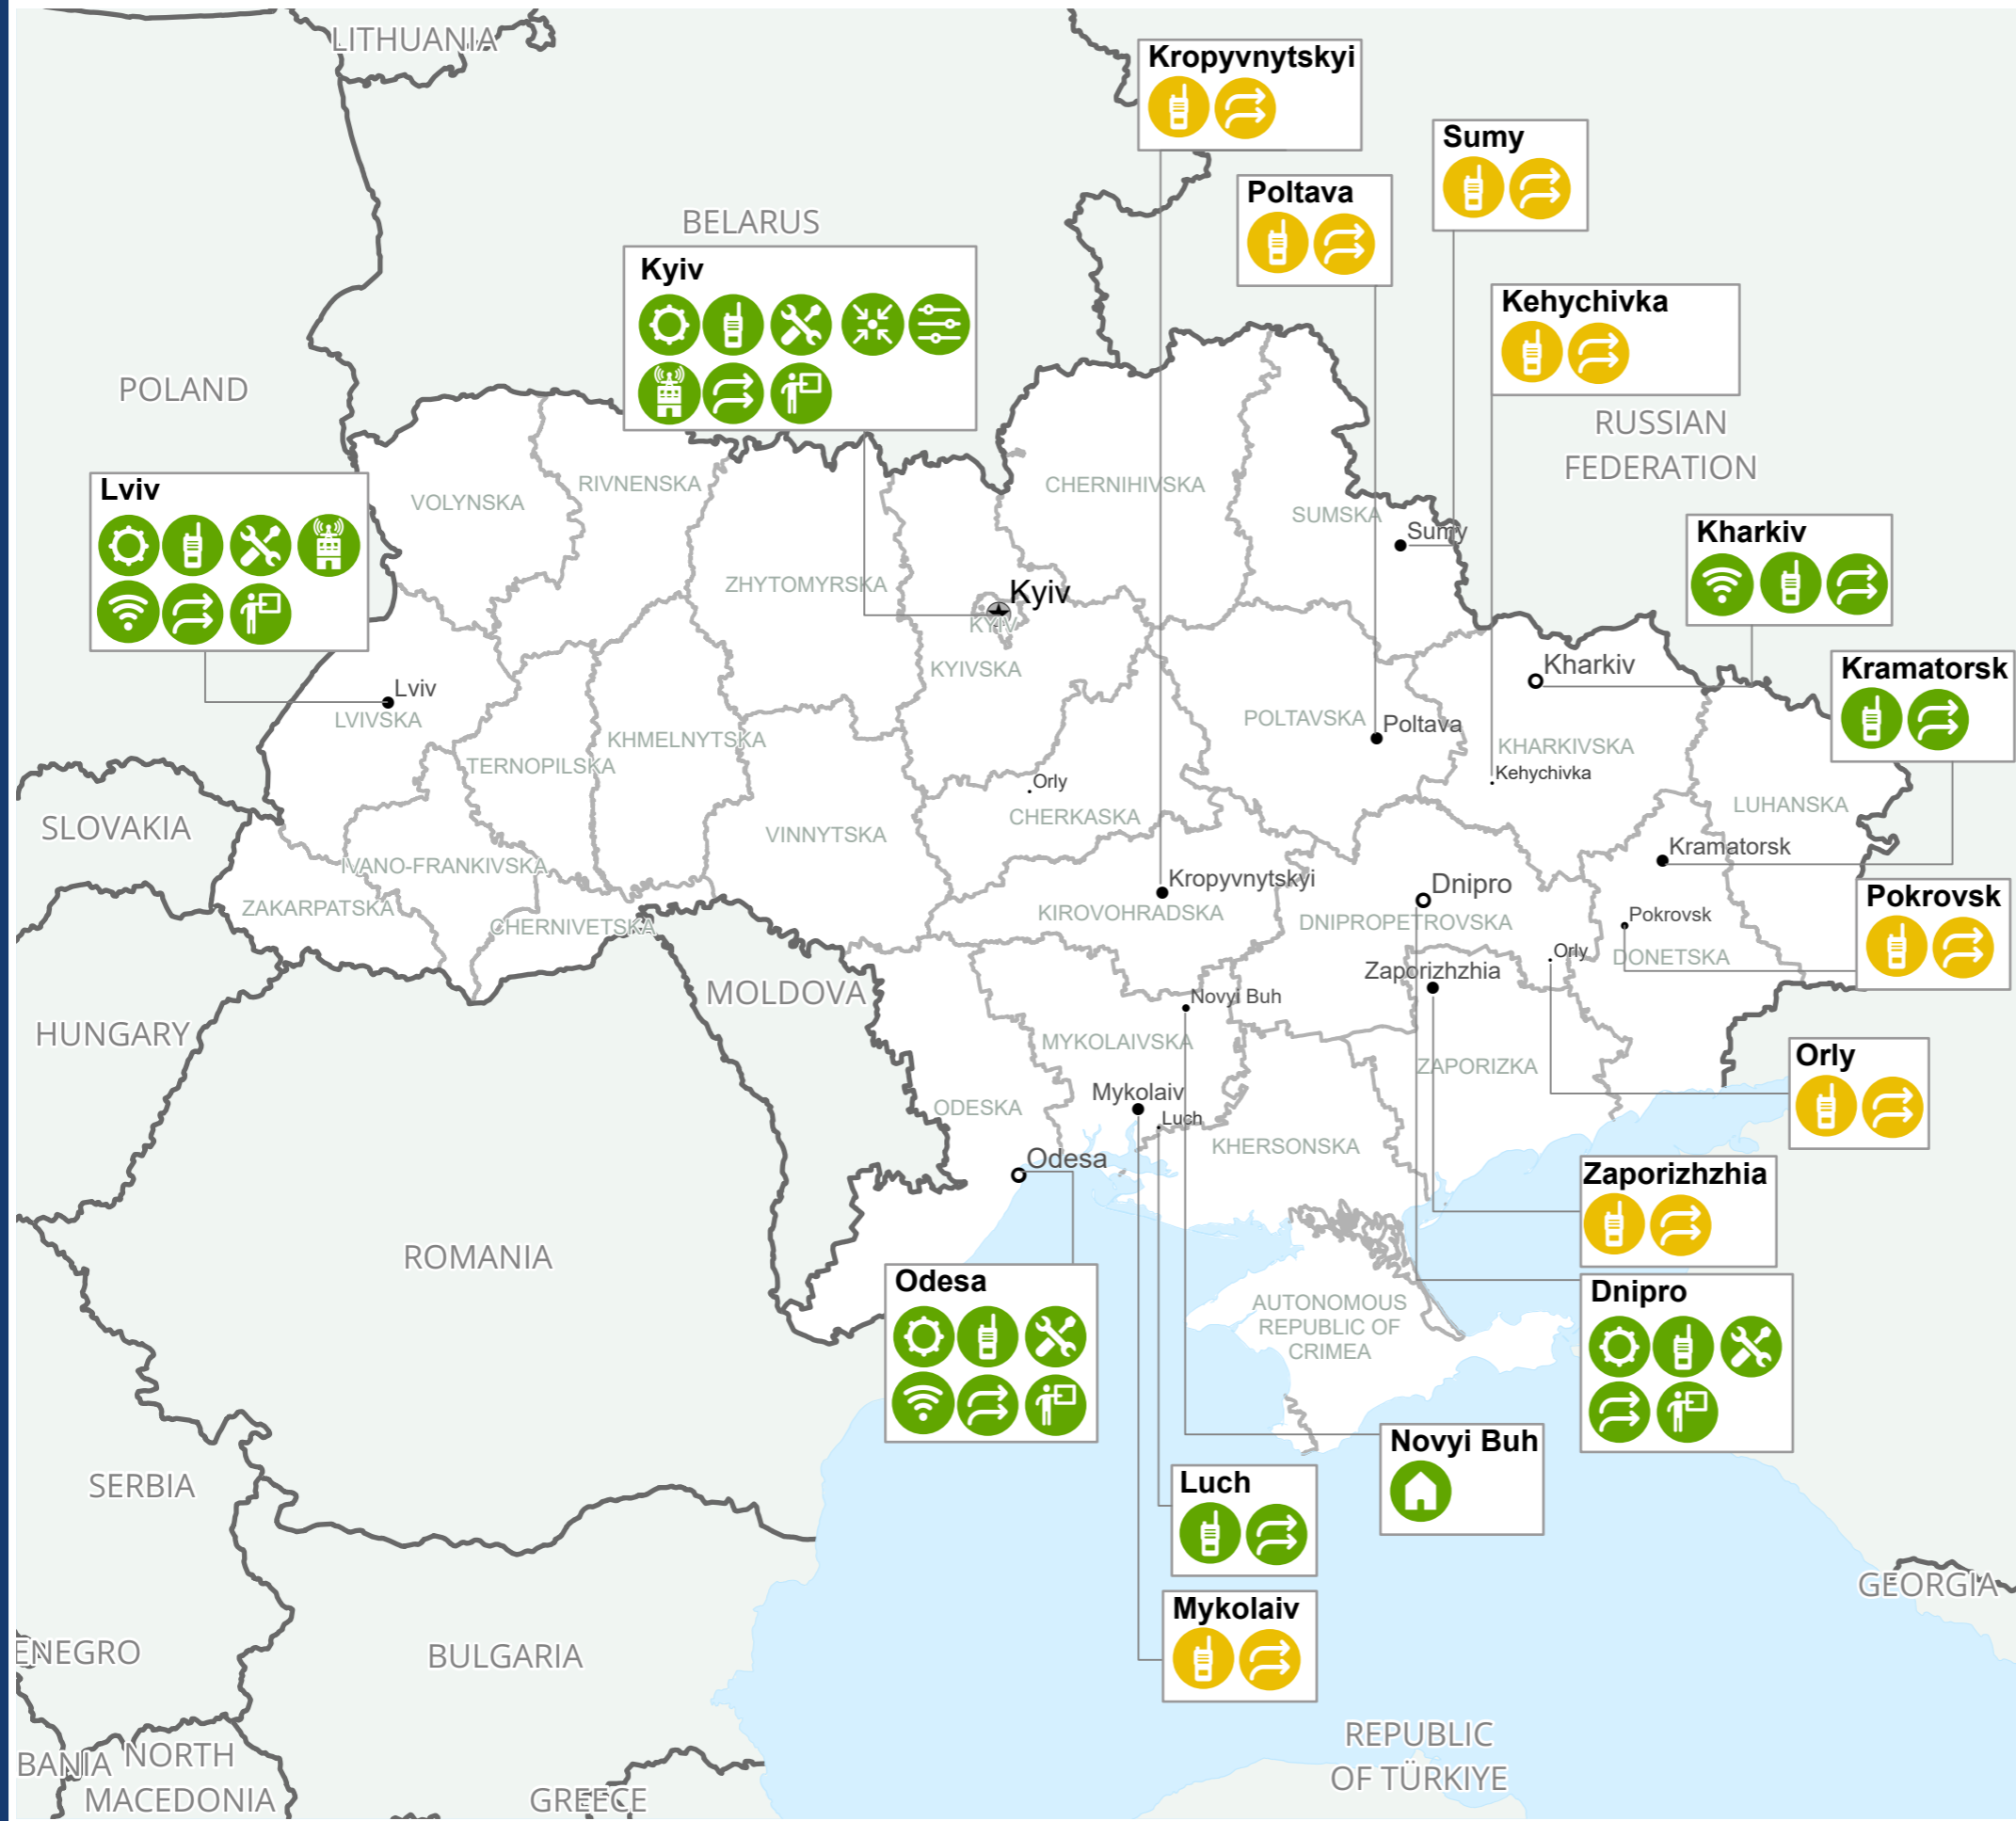 LITHUANIA
Kropyvnytskyi
Sumy
Poltava
BELARUS
Kyiv
Kehychivka
POLAND
RUSSIAN
FEDERATION
Lviv
VOLYNSKA
RIVNENSKA
CHERNIHIVSKA
SUMSKA
Sumy
Kharkiv
ZHYTOMYRSKA
Kyiv
KYIV
KYIVSKA
Kharkiv
Kramatorsk
Lviv
LVIVSKA
POLTAVSKA
Poltava
KHMELNYTSKA
KHARKIVSKA
TERNOPILSKA
Kehychivka
Orly
LUHANSKA
SLOVAKIA
CHERKASKA
VINNYTSKA
Kramatorsk
IVANO-FRANKIVSKA
Kropyvnytskyi
Dnipro
Pokrovsk
ZAKARPATSKA
KIROVOHRADSKA
DNIPROPETROVSKA
Pokrovsk
CHERNIVETSKA
Orly
DONETSKA
Zaporizhzhia
MOLDOVA
Novyi Buh
HUNGARY
MYKOLAIVSKA
Orly
ZAPORIZKA
Mykolaiv
ODESKA
Luch
KHERSONSKA
Odesa
Zaporizhzhia
ROMANIA
Odesa
Dnipro
AUTONOMOUS
REPUBLIC OF
CRIMEA
Novyi Buh
SERBIA
Luch
GEORGIA
Mykolaiv
ENEGRO
BULGARIA
REPUBLIC
OF TÜRKIYE
BANIA
NORTH
MACEDONIA
GREECE